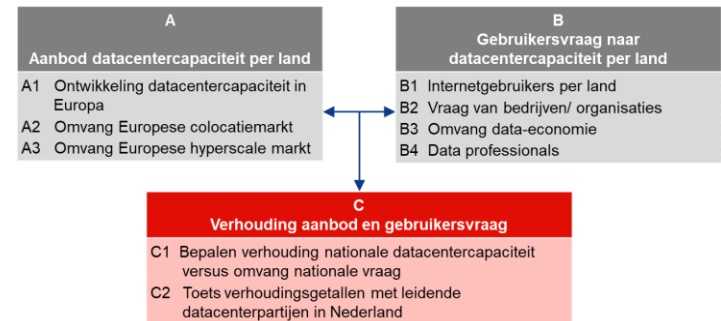 A
Aanbod datacentercapaciteit per land
A1 Ontwikkeling datacentercapaciteit in
Europa
A2 Omvang Europese colocatiemarkt
A3 Omvang Europese hyperscale markt
B
Gebruikersvraag naar
datacentercapaciteit per land
B1 Internetgebruikers per land
B2 Vraag van bedrijven/ organisaties
B3 Omvang data-economie
B4 Data professionals
C
Verhouding aanbod en gebruikersvraag
C1 Bepalen verhouding nationale datacentercapaciteit
versus omvang nationale vraag
C2 Toets verhoudingsgetallen met leidende
datacenterpartijen in Nederland